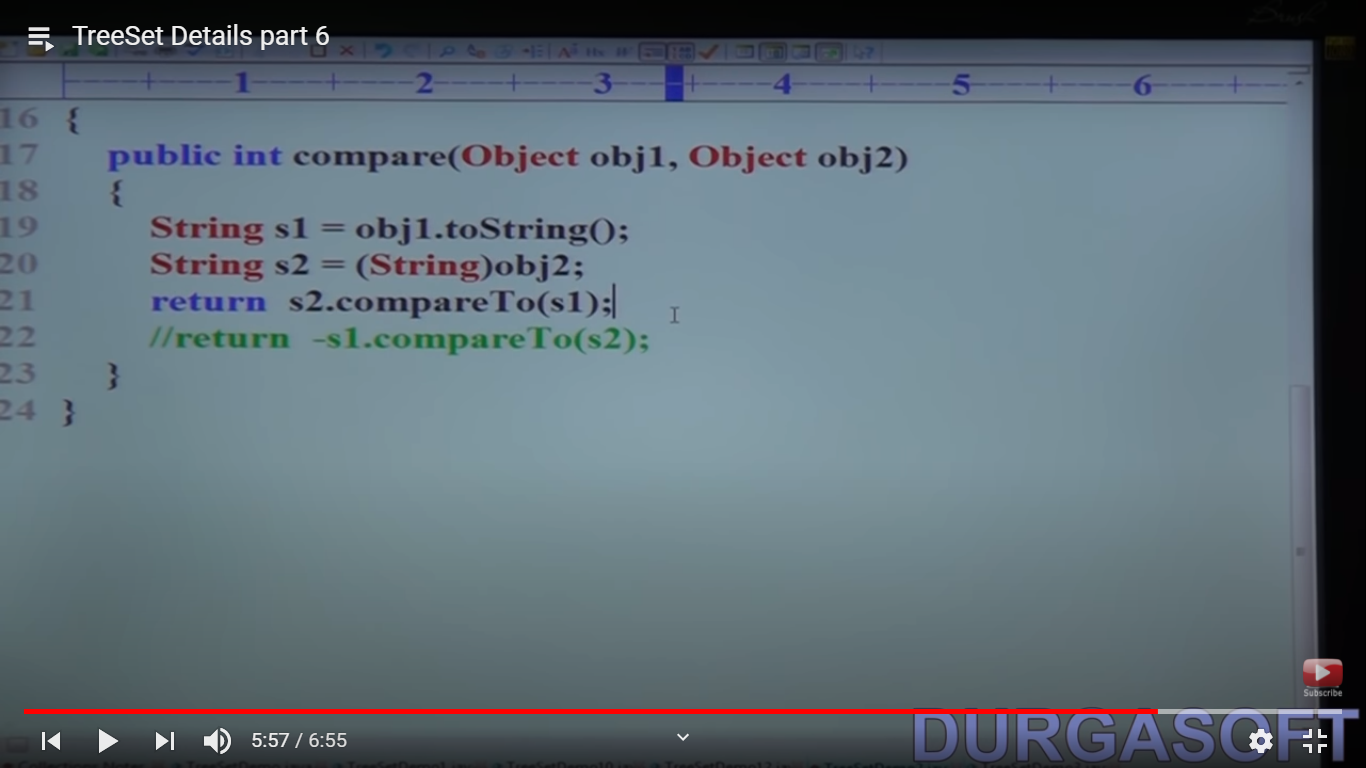 TreeSet Details part 6
1 2 3 4 5 6
16 {
17 public int compare(Object obj1, Object obj2)
18 {
19 String s1 = obj1.toString();
20 String s2 = (String)obj2;
21 return s2.compareTo(s1);
22 //return -s1.compareTo(s2);
23 }
24 }
Subscribe
DURGASOFT
5:57 / 6:55